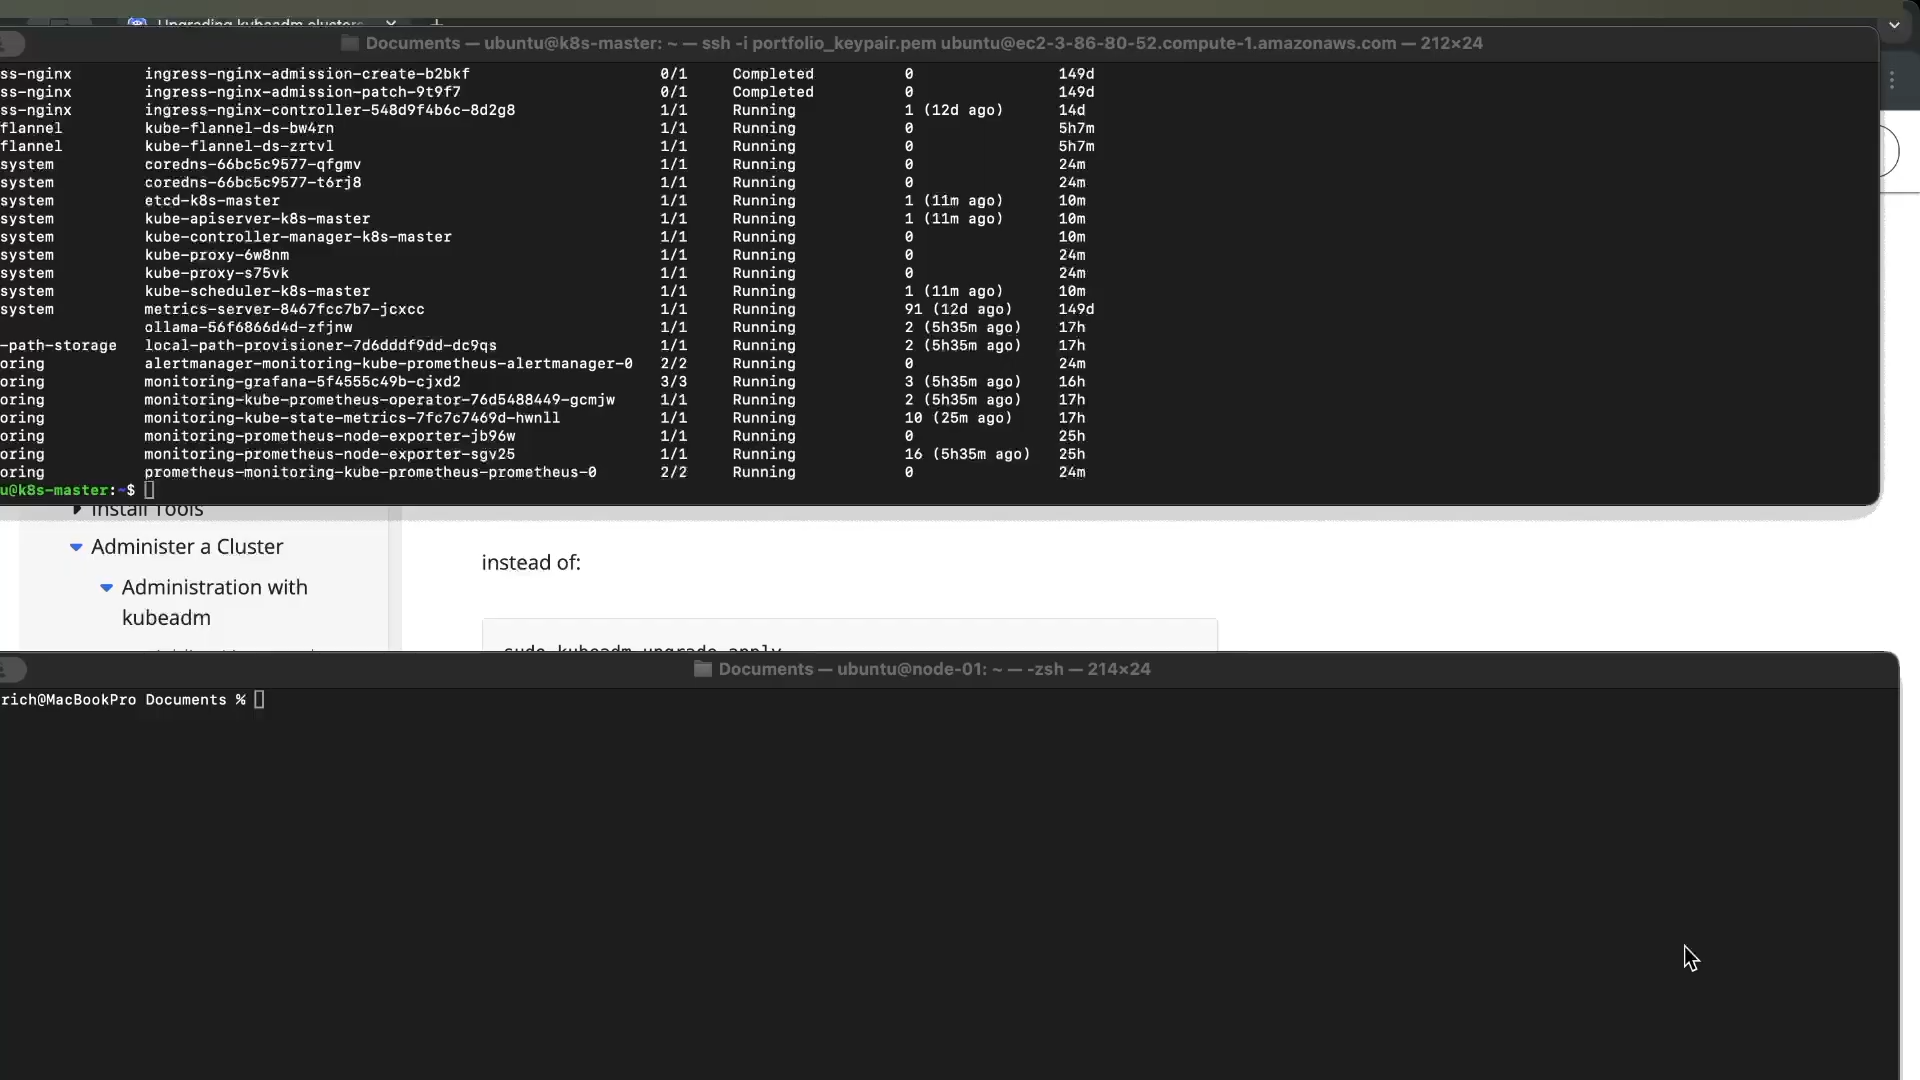 Upgrading kubeadm clusters
Documents — ubuntu@k8s-master: ~ — ssh -i portfolio_keypair.pem ubuntu@ec2-3-86-80-52.compute-1.amazonaws.com — 212×24
ss-nginx ingress-nginx-admission-create-b2bkf 0/1 Completed 0 149d
ss-nginx ingress-nginx-admission-patch-9t9f7 0/1 Completed 0 149d
ss-nginx ingress-nginx-controller-548d9f4b6c-8d2g8 1/1 Running 1 (12d ago) 14d
flannel kube-flannel-ds-bw4rn 1/1 Running 0 5h7m
flannel kube-flannel-ds-zrtvl 1/1 Running 0 5h7m
system coredns-66bc5c9577-qfgmv 1/1 Running 0 24m
system coredns-66bc5c9577-t6rj8 1/1 Running 0 24m
system etcd-k8s-master 1/1 Running 1 (11m ago) 10m
system kube-apiserver-k8s-master 1/1 Running 1 (11m ago) 10m
system kube-controller-manager-k8s-master 1/1 Running 0 10m
system kube-proxy-6w8nm 1/1 Running 0 24m
system kube-proxy-s75vk 1/1 Running 0 24m
system kube-scheduler-k8s-master 1/1 Running 1 (11m ago) 10m
system metrics-server-8467fcc7b7-jcxcc 1/1 Running 91 (12d ago) 149d
ollama-56f6866d4d-zfjnw 1/1 Running 2 (5h35m ago) 17h
-path-storage local-path-provisioner-7d6dddf9dd-dc9qs 1/1 Running 2 (5h35m ago) 17h
oring alertmanager-monitoring-kube-prometheus-alertmanager-0 2/2 Running 0 24m
oring monitoring-grafana-5f4555c49b-cjxd2 3/3 Running 3 (5h35m ago) 16h
oring monitoring-kube-prometheus-operator-76d5488449-gcmjw 1/1 Running 2 (5h35m ago) 17h
oring monitoring-kube-state-metrics-7fc7c7469d-hwnll 1/1 Running 10 (25m ago) 17h
oring monitoring-prometheus-node-exporter-jb96w 1/1 Running 0 25h
oring monitoring-prometheus-node-exporter-sgv25 1/1 Running 16 (5h35m ago) 25h
oring prometheus-monitoring-kube-prometheus-prometheus-0 2/2 Running 0 24m
u@k8s-master:~$
Install Tools
Administer a Cluster
Administration with
kubeadm
instead of:
sudo kubeadm upgrade apply
Documents — ubuntu@node-01: ~ — -zsh — 214×24
rich@MacBookPro Documents %